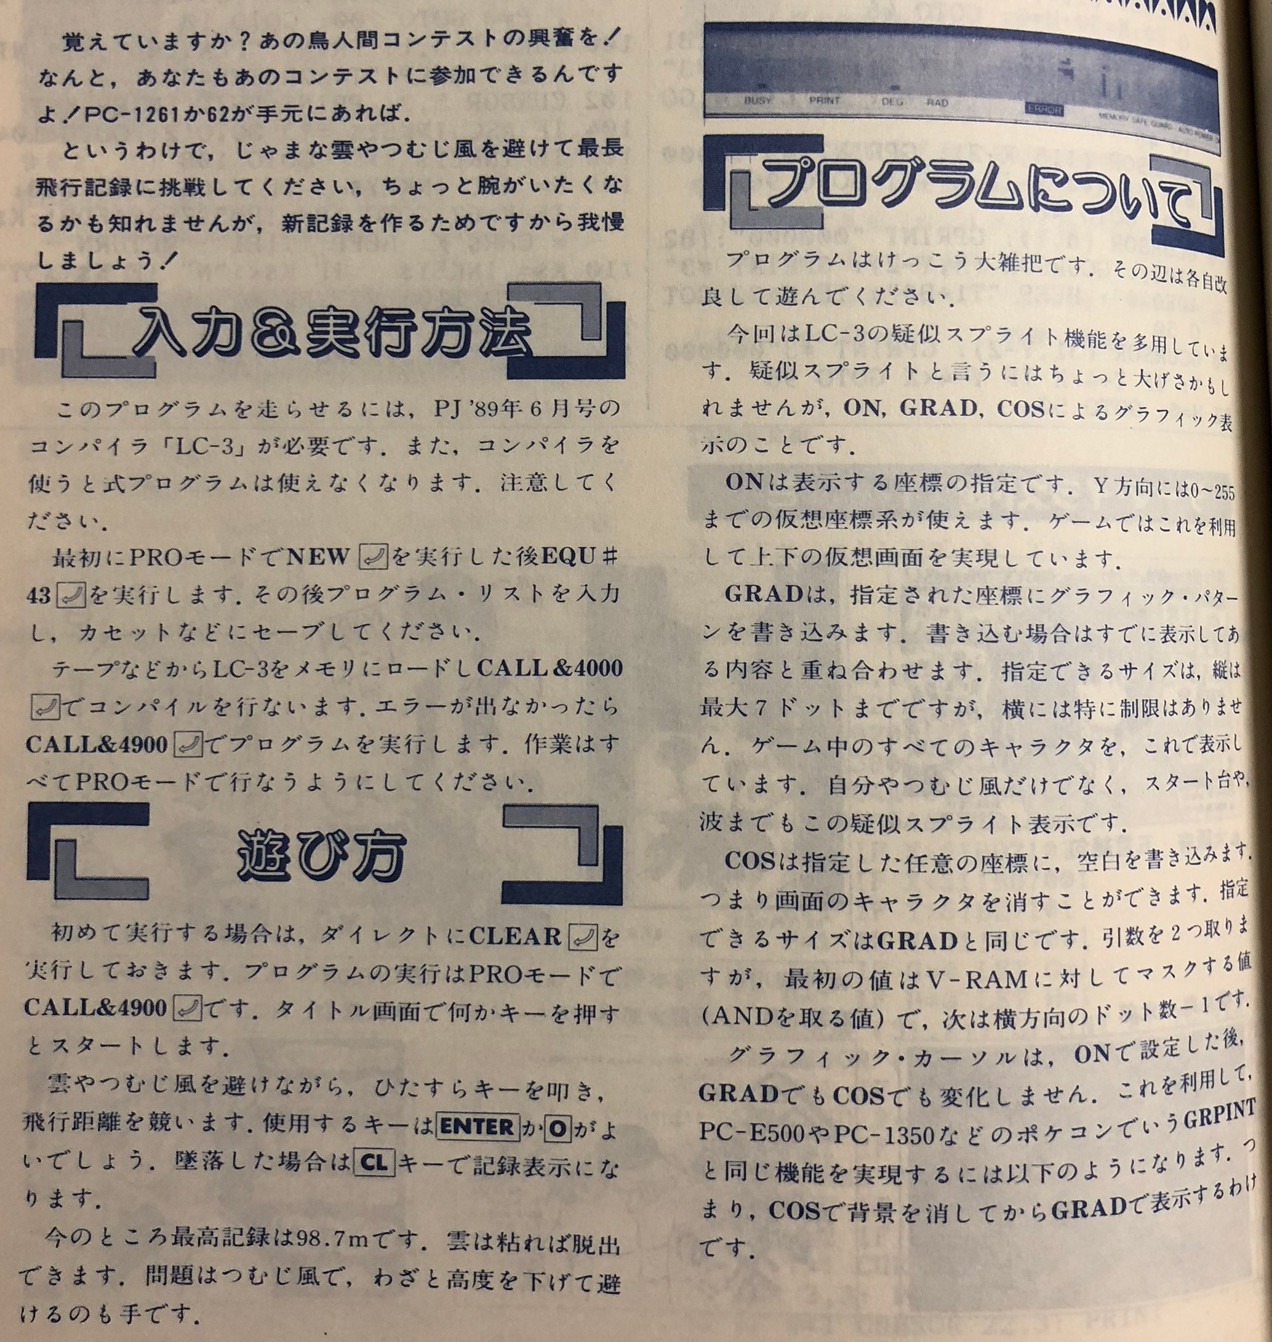 覚えていますか？あの鳥人間コンテストの興奮を！
なんと，あなたもあのコンテストに参加できるんです
よ！PC-1261か62が手元にあれば．
というわけで，じゃまな雲やつむじ風を避けて最長
飛行記録に挑戦してください，ちょっと腕がいたくな
るかも知れませんが，新記録を作るためですから我慢
しましょう！
入力&実行方法
このプログラムを走らせるには，PJ '89年6月号の
コンパイラ「LC-3」が必要です．また，コンパイラを
使うと式プログラムは使えなくなります．注意してく
ださい．
最初にPROモードでNEW ⏎を実行した後EQU＃
43⏎を実行します．その後プログラム・リストを入力
し，カセットなどにセーブしてください．
テープなどからLC-3をメモリにロードしCALL&4000
⏎でコンパイルを行ないます．エラーが出なかったら
CALL&4900⏎でプログラムを実行します．作業はす
べてPROモードで行なうようにしてください．
遊び方
初めて実行する場合は，ダイレクトにCLEAR⏎を
実行しておきます．プログラムの実行はPROモードで
CALL&4900⏎です．タイトル画面で何かキーを押す
とスタートします．
雲やつむじ風を避けながら，ひたすらキーを叩き，
飛行距離を競います．使用するキーはENTERかOがよ
いでしょう．墜落した場合はCLキーで記録表示にな
ります．
今のところ最高記録は98.7mです．雲は粘れば脱出
できます．問題はつむじ風で，わざと高度を下げて避
けるのも手です．
BUSY PRINT DEG RAD ERROR MEMORY SAFE GUARD AUTO POWER
プログラムについて
プログラムはけっこう大雑把です．その辺は各自改
良して遊んでください．
今回はLC-3の疑似スプライト機能を多用していま
す．疑似スプライトと言うにはちょっと大げさかもし
れませんが，ON，GRAD，COSによるグラフィック表
示のことです．
ONは表示する座標の指定です．Y方向には0〜255
までの仮想座標系が使えます．ゲームではこれを利用
して上下の仮想画面を実現しています．
GRADは，指定された座標にグラフィック・パター
ンを書き込みます．書き込む場合はすでに表示してあ
る内容と重ね合わせます．指定できるサイズは，縦は
最大7ドットまでですが，横には特に制限はありませ
ん．ゲーム中のすべてのキャラクタを，これで表示し
ています．自分やつむじ風だけでなく，スタート台や，
波までもこの疑似スプライト表示です．
COSは指定した任意の座標に，空白を書き込みます．
つまり画面のキャラクタを消すことができます．指定
できるサイズはGRADと同じです．引数を2つ取りま
すが，最初の値はV-RAMに対してマスクする値
(ANDを取る値)で，次は横方向のドット数−1です．
グラフィック・カーソルは，ONで設定した後，
GRADでもCOSでも変化しません．これを利用して，
PC-E500やPC-1350などのポケコンでいうGRPINT
と同じ機能を実現するには以下のようになります．つ
まり，COSで背景を消してからGRADで表示するわけ
です．